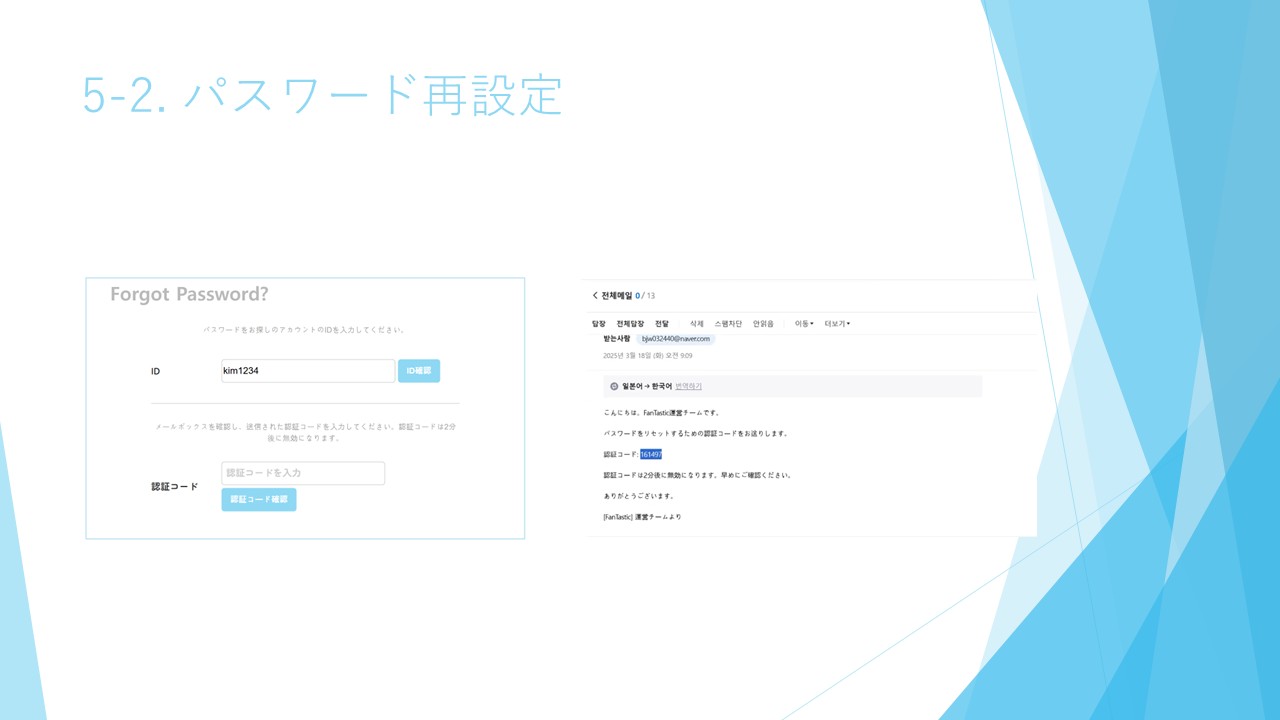 5-2. パスワード再設定
Forgot Password?
パスワードをお探しのアカウントのIDを入力してください。
ID
kim1234
ID確認
メールボックスを確認し、送信された認証コードを入力してください。認証コードは2分
後に無効になります。
認証コード
認証コードを入力
認証コード確認
전체메일 0 / 13
답장 전체답장 전달 삭제 스팸차단 안읽음 이동 더보기
받는사람 bjw032440@naver.com
2025년 3월 18일 (화) 오전 9:09
일본어 → 한국어 번역하기
こんにちは。FanTastic運営チームです。
パスワードをリセットするための認証コードをお送りします。
認証コード: 161497
認証コードは2分後に無効になります。早めにご確認ください。
ありがとうございます。
[FanTastic] 運営チームより